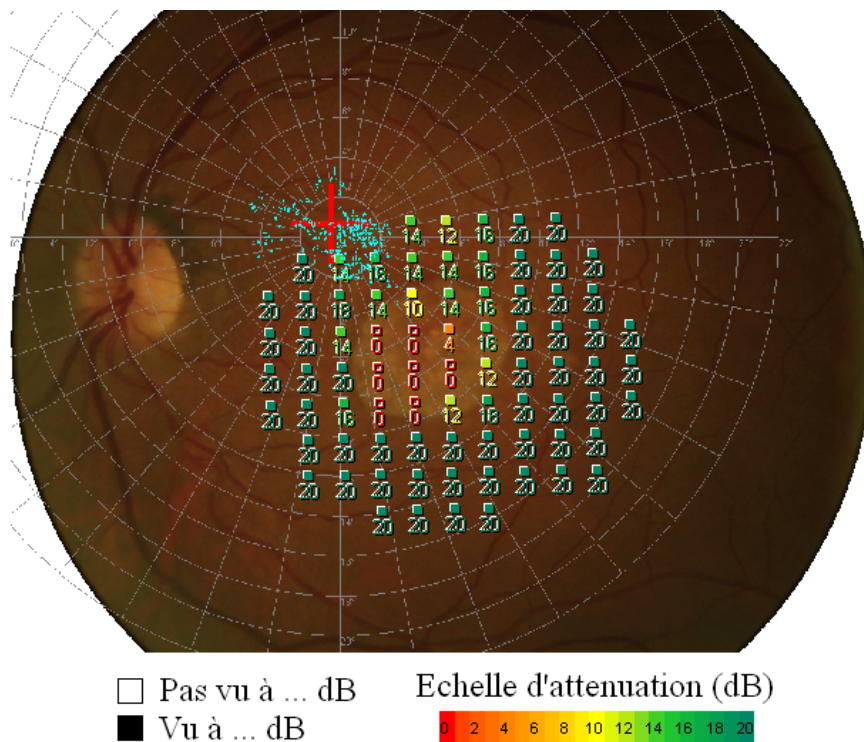 10°
14 12 16 20 20
22°
20 14 16 14 14 16 20 20 20
20 20 18 14 10 14 16 20 20 20
20 20 14 0 0 4 16 20 20 20 20
20 20 20 0 0 0 12 20 20 20 20
20 20 16 0 0 12 18 20 20 20 20
20 20 20 20 20 20 20 20 20
20 20 20 20 20 20 20 20 20
20 20 20 20
Pas vu à ... dB
Vu à ... dB
Echelle d'attenuation (dB)
0 2 4 6 8 10 12 14 16 18 20